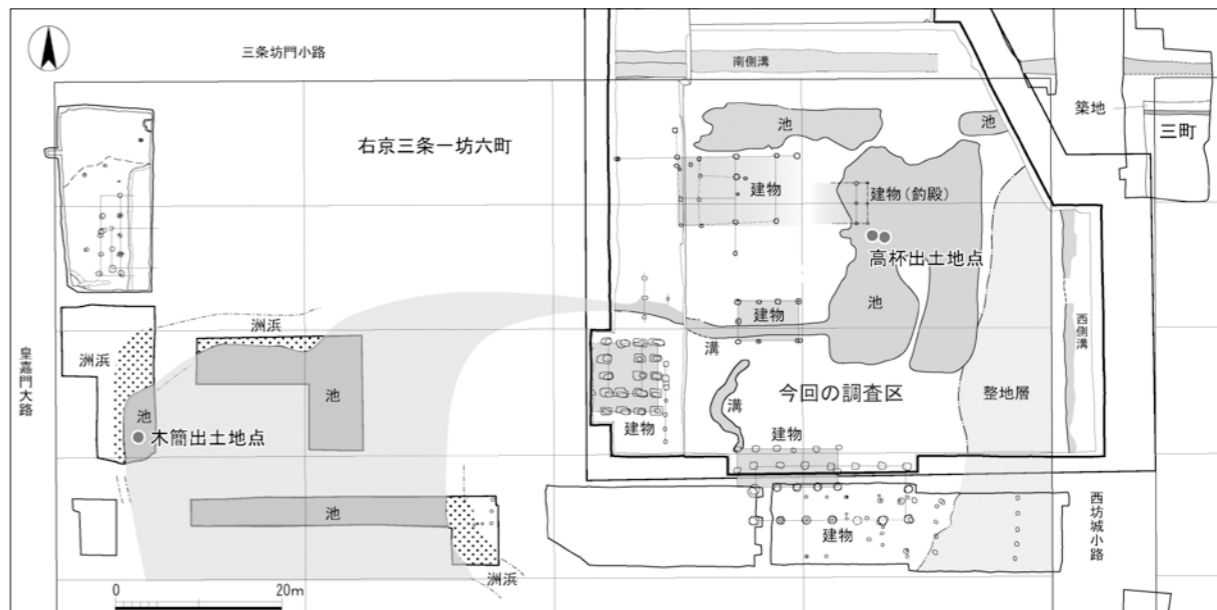 三条坊門小路
南側溝
築地
三町
池
池
右京三条一坊六町
建物
建物(釣殿)
高杯出土地点
洲浜
洲浜
建物
池
西側溝
皇嘉門大路
溝
池
池
今回の調査区
整地層
溝
木簡出土地点
建物
建物
池
建物
西坊城小路
洲浜
0 20m